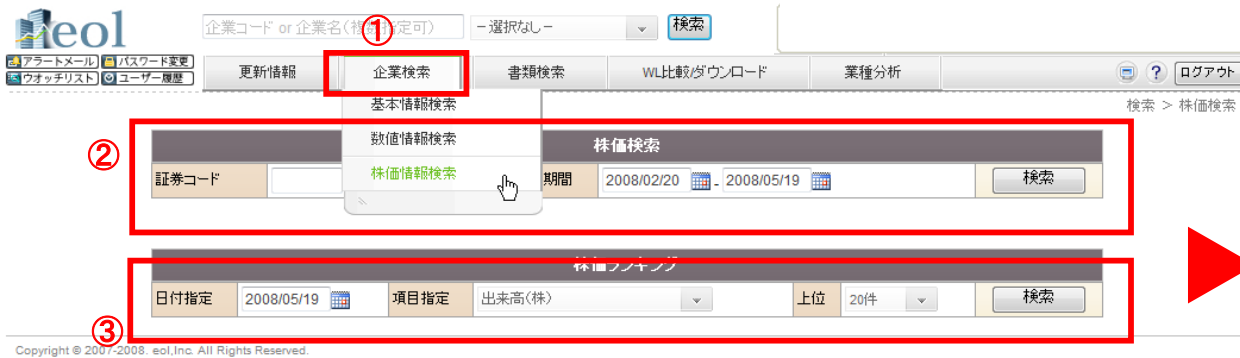 ①
eol
企業コード or 企業名(複数指定可) －選択なし－ 検索
アラートメール パスワード変更
ウオッチリスト ユーザー履歴
更新情報 企業検索 書類検索 WL比較/ダウンロード 業種分析 ? ログアウト
基本情報検索
数値情報検索
株価情報検索
検索 > 株価検索
②
株価検索
証券コード 期間 2008/02/20 - 2008/05/19 検索
株価ランキング
日付指定 2008/05/19 項目指定 出来高(株) 上位 20件 検索
③
Copyright © 2007-2008. eol,Inc. All Rights Reserved.